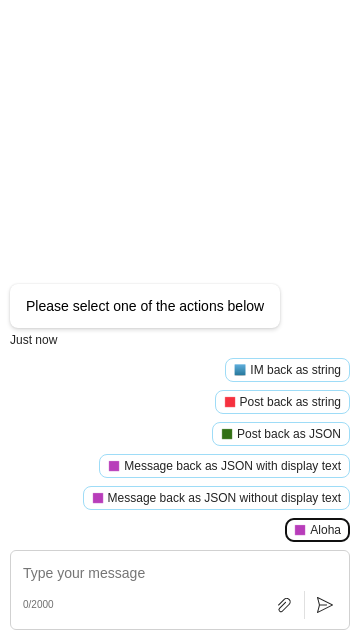 Please select one of the actions below
Just now
IM back as string
Post back as string
Post back as JSON
Message back as JSON with display text
Message back as JSON without display text
Aloha
Type your message
0/2000